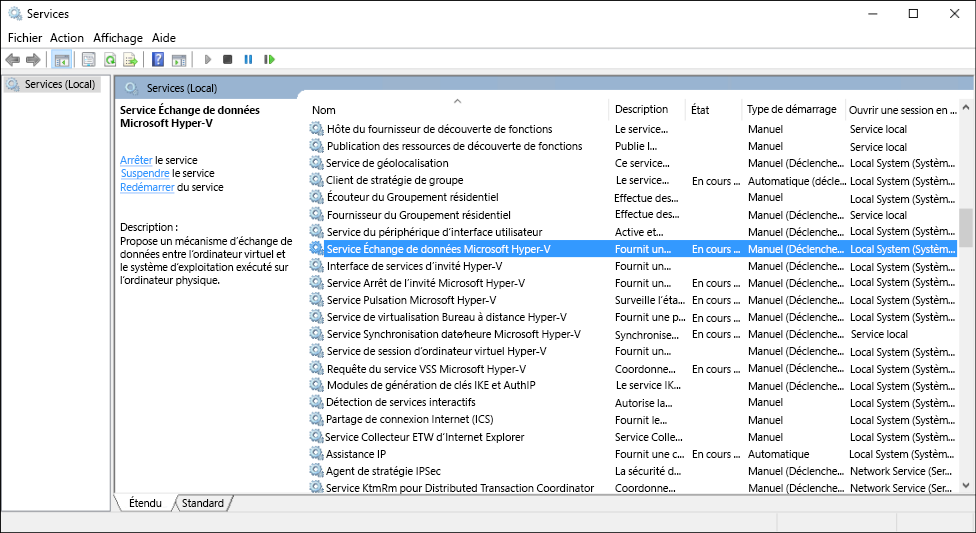 Services
Fichier Action Affichage Aide
Services (Local)
Services (Local)
Service Échange de données
Microsoft Hyper-V
Arrêter le service
Suspendre le service
Redémarrer du service
Description :
Propose un mécanisme d'échange de
données entre l'ordinateur virtuel et
le système d'exploitation exécuté sur
l'ordinateur physique.
Nom Description État Type de démarrage Ouvrir une session en ...
Hôte du fournisseur de découverte de fonctions Le service... Manuel Service local
Publication des ressources de découverte de fonctions Publie l... Manuel Service local
Service de géolocalisation Ce service... Manuel (Déclenche... Local System (Systèm...
Client de stratégie de groupe Le service... En cours ... Automatique (décle... Local System (Systèm...
Écouteur du Groupement résidentiel Effectue des... Manuel Local System (Systèm...
Fournisseur du Groupement résidentiel Effectue des... Manuel (Déclenche... Service local
Service du périphérique d'interface utilisateur Active et... Manuel (Déclenche... Local System (Systèm...
Service Échange de données Microsoft Hyper-V Fournit un... En cours ... Manuel (Déclenche... Local System (Systèm...
Interface de services d'invité Hyper-V Fournit un... Manuel (Déclenche... Local System (Systèm...
Service Arrêt de l'invité Microsoft Hyper-V Fournit un... En cours ... Manuel (Déclenche... Local System (Systèm...
Service Pulsation Microsoft Hyper-V Surveille l'éta... En cours ... Manuel (Déclenche... Local System (Systèm...
Service de virtualisation Bureau à distance Hyper-V Fournit une p... En cours ... Manuel (Déclenche... Local System (Systèm...
Service Synchronisation date/heure Microsoft Hyper-V Synchronise... En cours ... Manuel (Déclenche... Service local
Service de session d'ordinateur virtuel Hyper-V Fournit un... Manuel (Déclenche... Local System (Systèm...
Requête du service VSS Microsoft Hyper-V Coordonne... En cours ... Manuel (Déclenche... Local System (Systèm...
Modules de génération de clés IKE et AuthIP Le service IK... Manuel (Déclenche... Local System (Systèm...
Détection de services interactifs Autorise la... Manuel Local System (Systèm...
Partage de connexion Internet (ICS) Fournit le... Manuel Local System (Systèm...
Service Collecteur ETW d'Internet Explorer Service Colle... Manuel Local System (Systèm...
Assistance IP Fournit une c... En cours ... Automatique Local System (Systèm...
Agent de stratégie IPSec La sécurité d... Manuel (Déclenche... Network Service (Ser...
Service KtmRm pour Distributed Transaction Coordinator Coordonne... Manuel (Déclenche... Network Service (Ser...
Étendu Standard